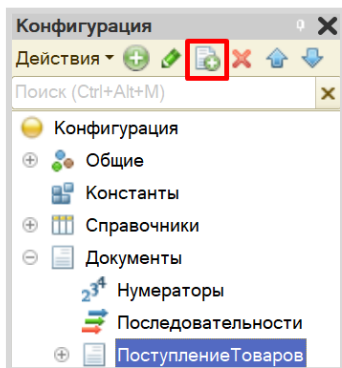 Конфигурация
Действия
Поиск (Ctrl+Alt+M)
Конфигурация
Общие
Константы
Справочники
Документы
Нумераторы
Последовательности
ПоступлениеТоваров